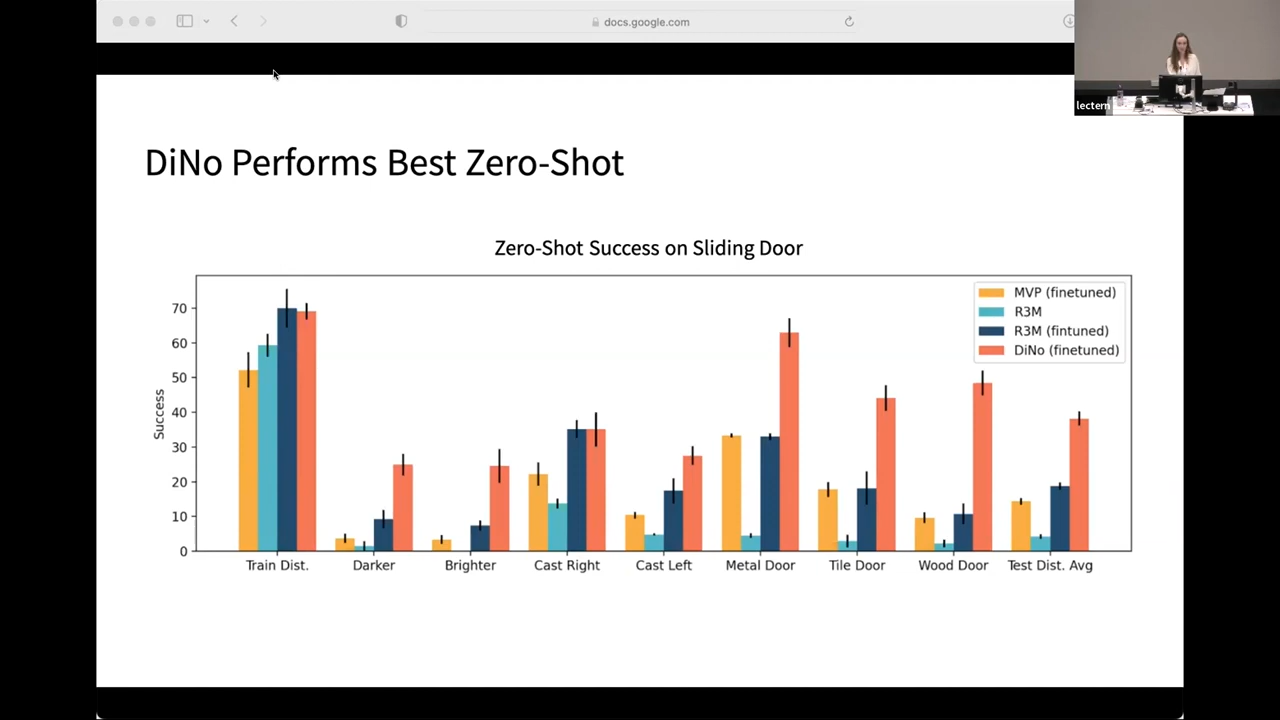 docs.google.com
lectern
DiNo Performs Best Zero-Shot
Zero-Shot Success on Sliding Door
MVP (finetuned)
R3M
R3M (fintuned)
DiNo (finetuned)
Success
70
60
50
40
30
20
10
0
Train Dist. Darker Brighter Cast Right Cast Left Metal Door Tile Door Wood Door Test Dist. Avg